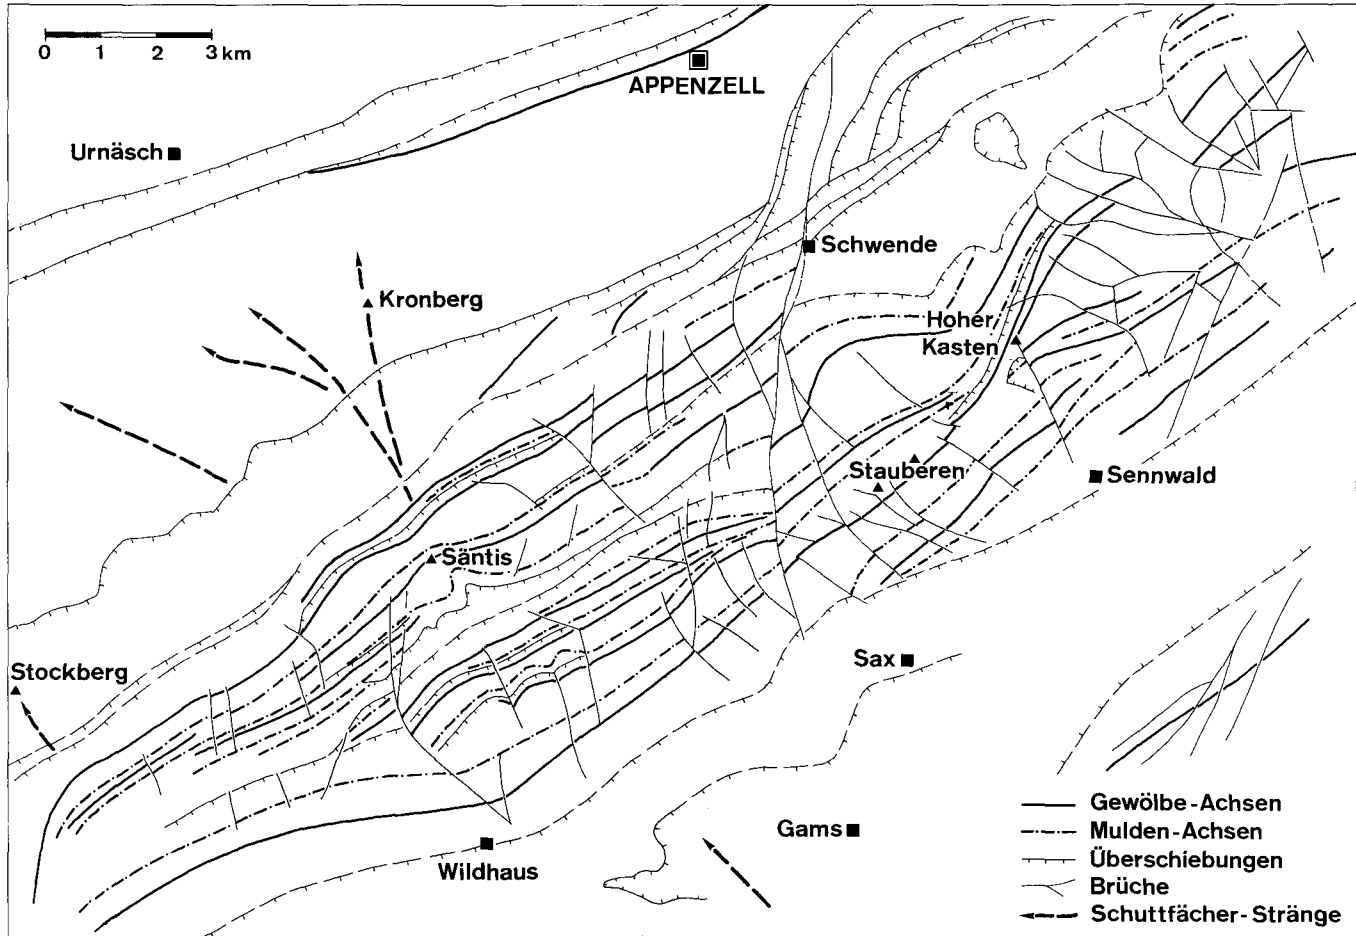 0 1 2 3 km
APPENZELL
Urnäsch
Schwende
Kronberg
Hoher
Kasten
Stauberen
Sennwald
Säntis
Stockberg
Sax
Gams
Wildhaus
Gewölbe-Achsen
Mulden-Achsen
Überschiebungen
Brüche
Schuttfächer-Stränge